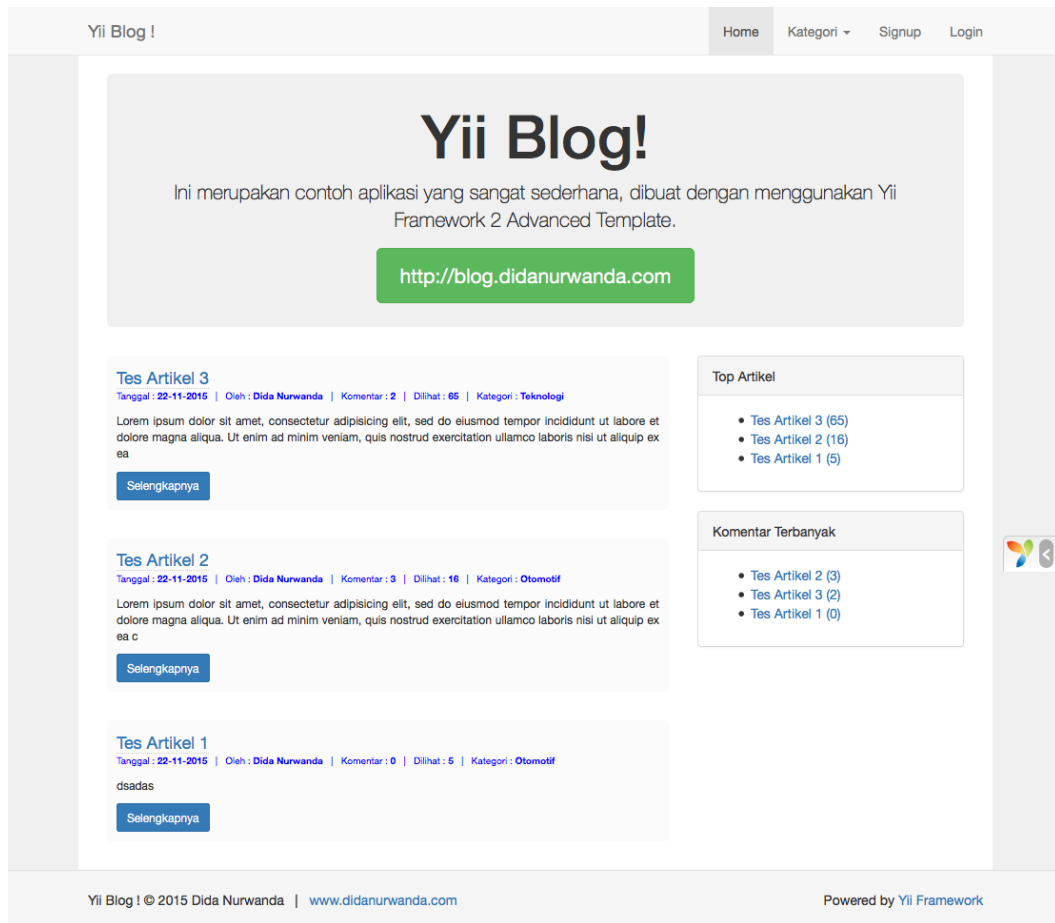 Yii Blog !
Home Kategori Signup Login
Yii Blog!
Ini merupakan contoh aplikasi yang sangat sederhana, dibuat dengan menggunakan Yii
Framework 2 Advanced Template.
http://blog.didanurwanda.com
Tes Artikel 3
Tanggal : 22-11-2015 | Oleh : Dida Nurwanda | Komentar : 2 | Dilihat : 65 | Kategori : Teknologi
Lorem ipsum dolor sit amet, consectetur adipisicing elit, sed do eiusmod tempor incididunt ut labore et
dolore magna aliqua. Ut enim ad minim veniam, quis nostrud exercitation ullamco laboris nisi ut aliquip ex
ea
Selengkapnya
Tes Artikel 2
Tanggal : 22-11-2015 | Oleh : Dida Nurwanda | Komentar : 3 | Dilihat : 16 | Kategori : Otomotif
Lorem ipsum dolor sit amet, consectetur adipisicing elit, sed do eiusmod tempor incididunt ut labore et
dolore magna aliqua. Ut enim ad minim veniam, quis nostrud exercitation ullamco laboris nisi ut aliquip ex
ea c
Selengkapnya
Tes Artikel 1
Tanggal : 22-11-2015 | Oleh : Dida Nurwanda | Komentar : 0 | Dilihat : 5 | Kategori : Otomotif
dsadas
Selengkapnya
Top Artikel
Tes Artikel 3 (65)
Tes Artikel 2 (16)
Tes Artikel 1 (5)
Komentar Terbanyak
Tes Artikel 2 (3)
Tes Artikel 3 (2)
Tes Artikel 1 (0)
Yii Blog ! © 2015 Dida Nurwanda | www.didanurwanda.com
Powered by Yii Framework